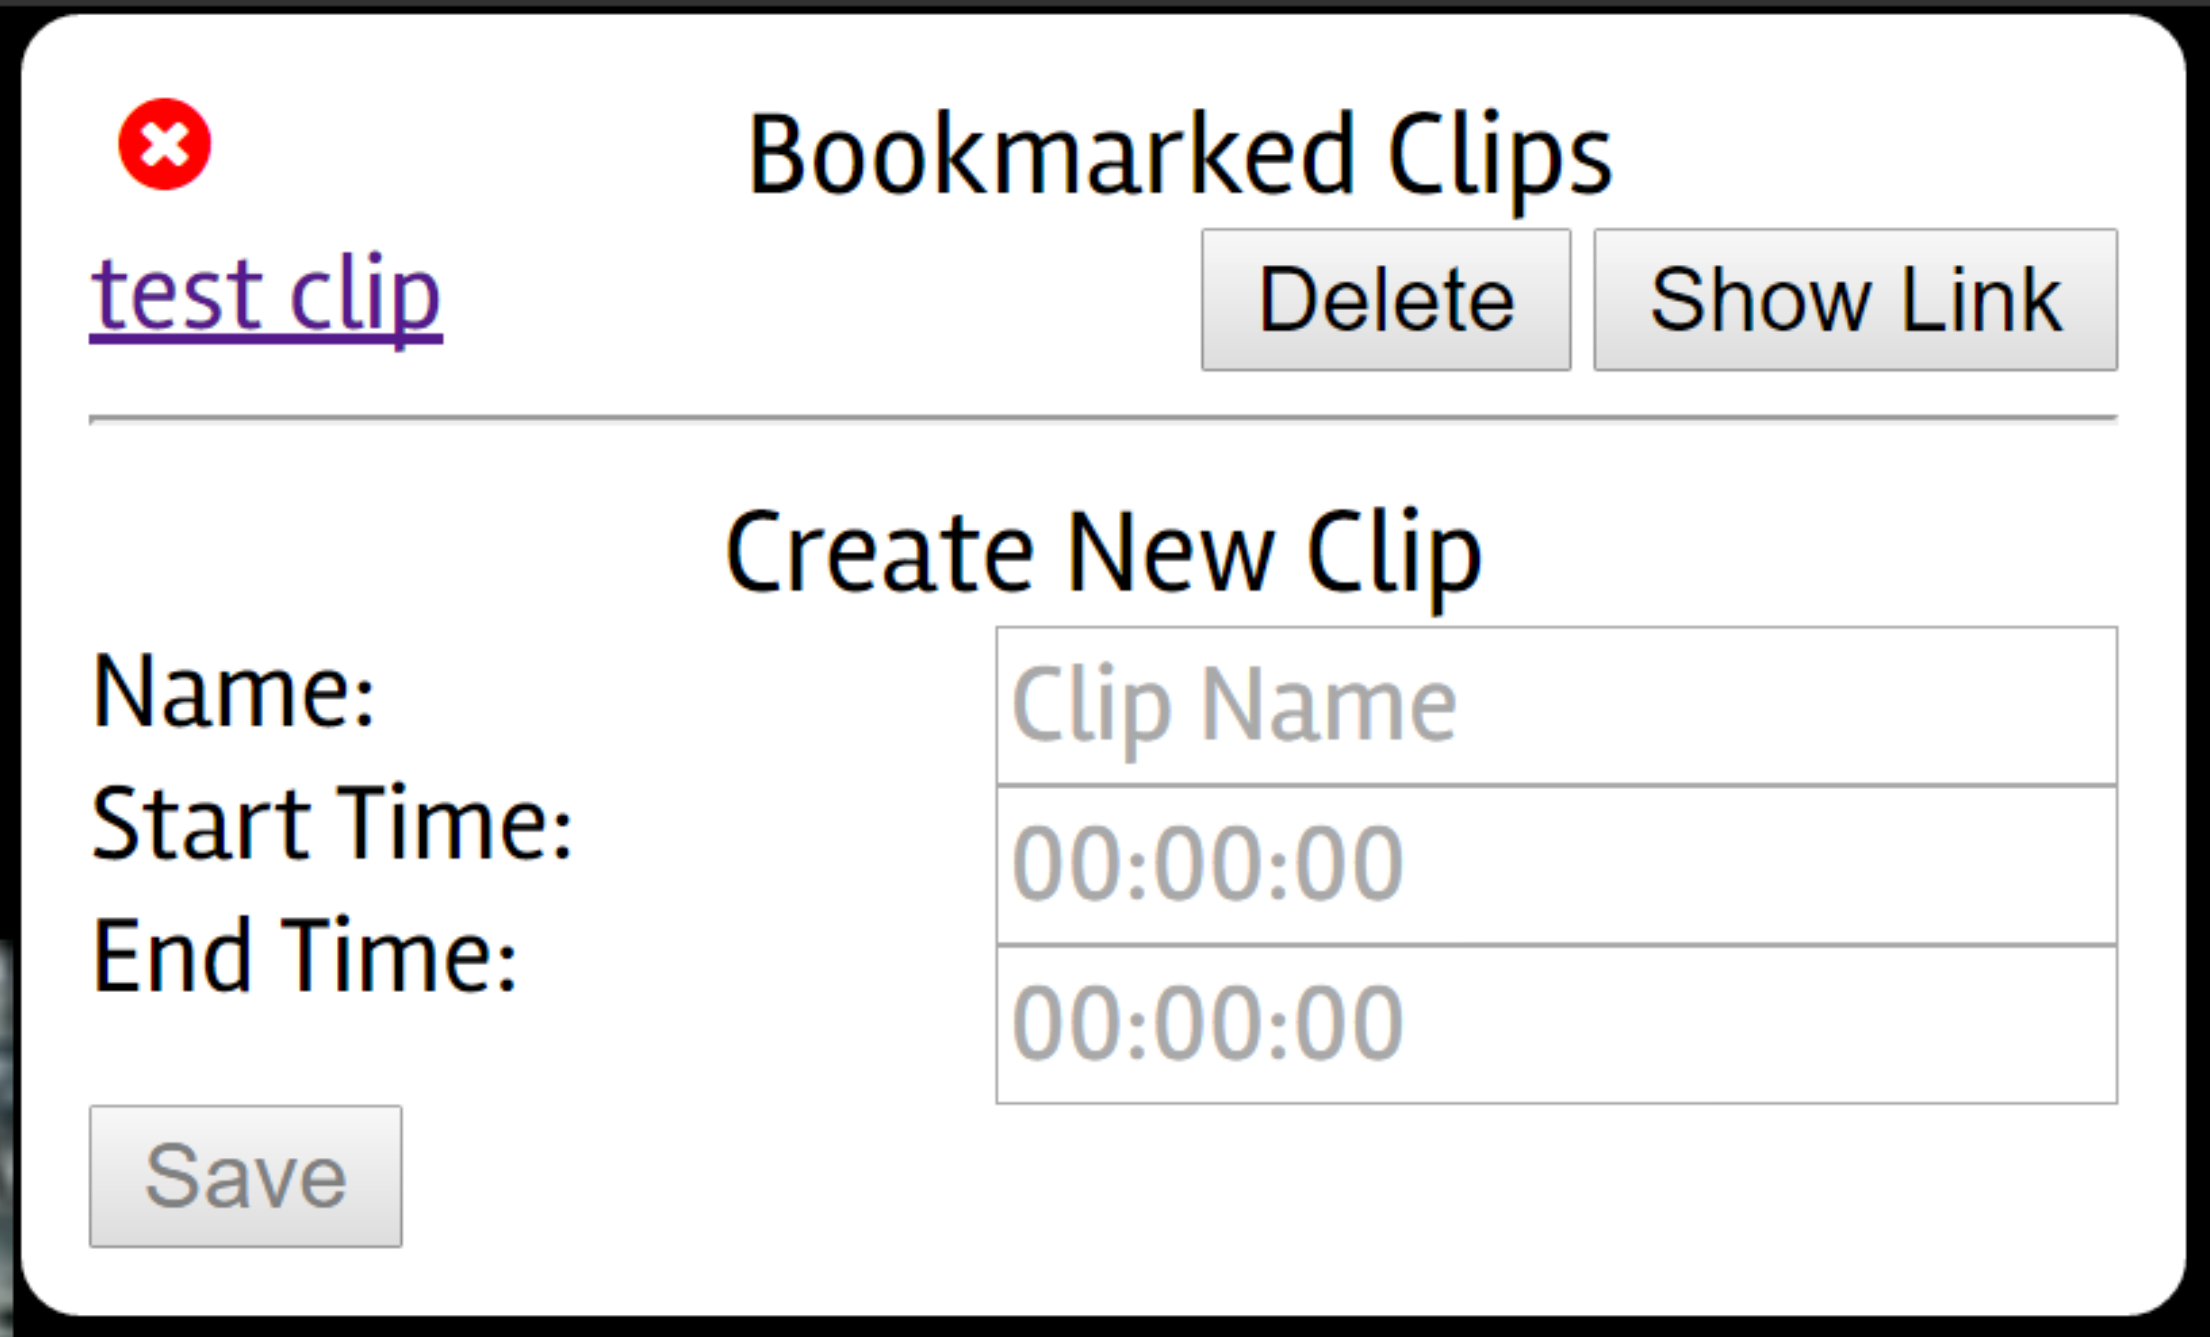 Bookmarked Clips
test clip Delete Show Link
Create New Clip
Name: Clip Name
Start Time: 00:00:00
End Time: 00:00:00
Save